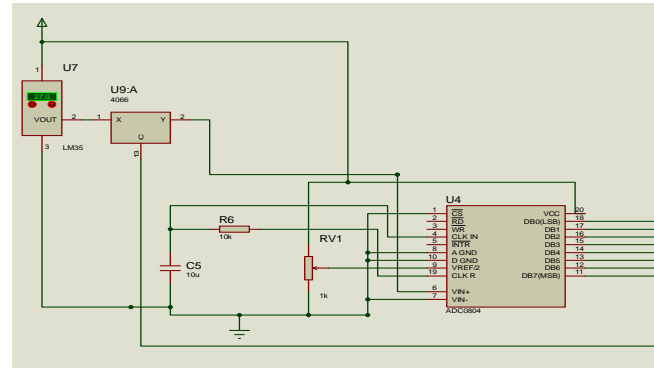 U7
1
27.0
VOUT
2
3
LM35
U9:A
4066
1
X
Y
2
C
13
R6
10k
C5
10u
RV1
1k
U4
1 CS VCC 20
2 RD DB0(LSB) 18
3 WR DB1 17
4 CLK IN DB2 16
5 INTR DB3 15
8 A GND DB4 14
10 D GND DB5 13
9 VREF/2 DB6 12
19 CLK R DB7(MSB) 11
6 VIN+
7 VIN-
ADC0804